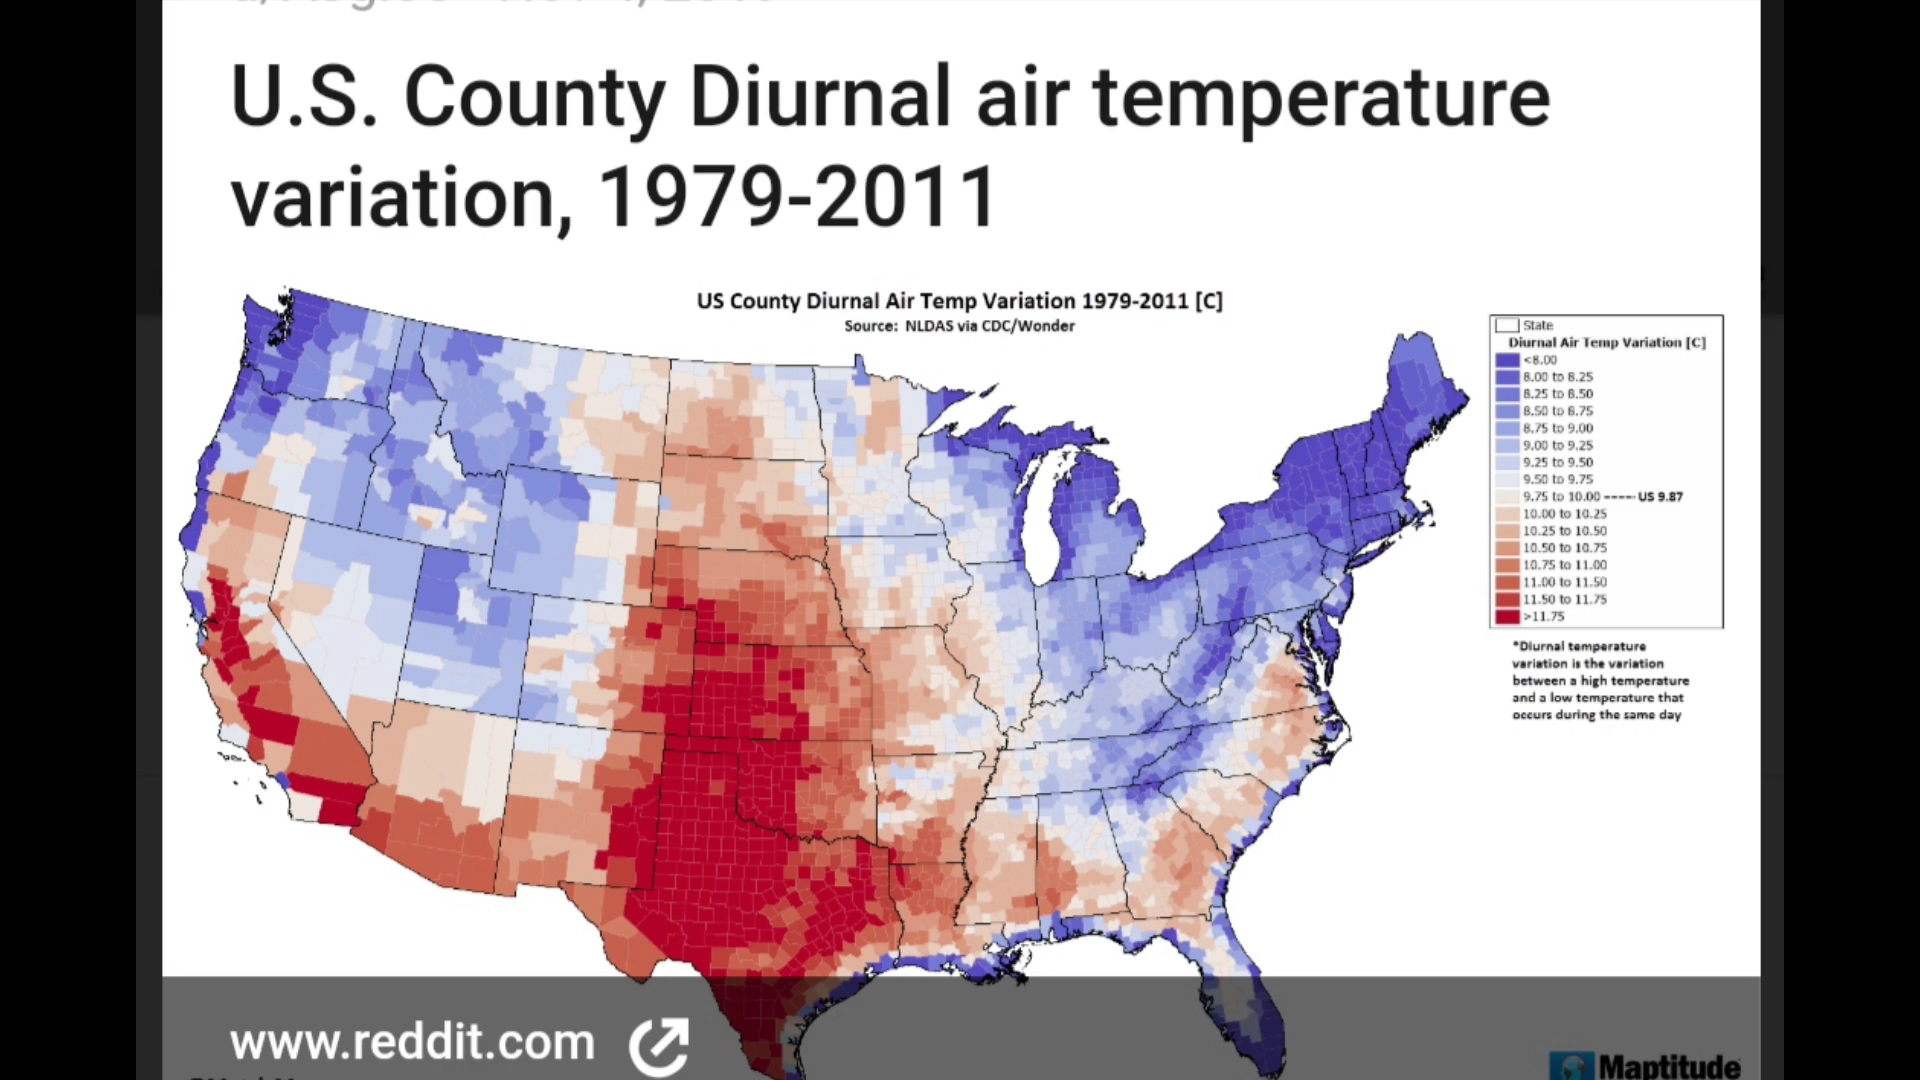 U.S. County Diurnal air temperature
variation, 1979-2011
US County Diurnal Air Temp Variation 1979-2011 [C]
Source: NLDAS via CDC/Wonder
State
Diurnal Air Temp Variation [C]
<8.00
8.00 to 8.25
8.25 to 8.50
8.50 to 8.75
8.75 to 9.00
9.00 to 9.25
9.25 to 9.50
9.50 to 9.75
9.75 to 10.00 ----- US 9.87
10.00 to 10.25
10.25 to 10.50
10.50 to 10.75
10.75 to 11.00
11.00 to 11.50
11.50 to 11.75
>11.75
*Diurnal temperature
variation is the variation
between a high temperature
and a low temperature that
occurs during the same day
www.reddit.com
Maptitude